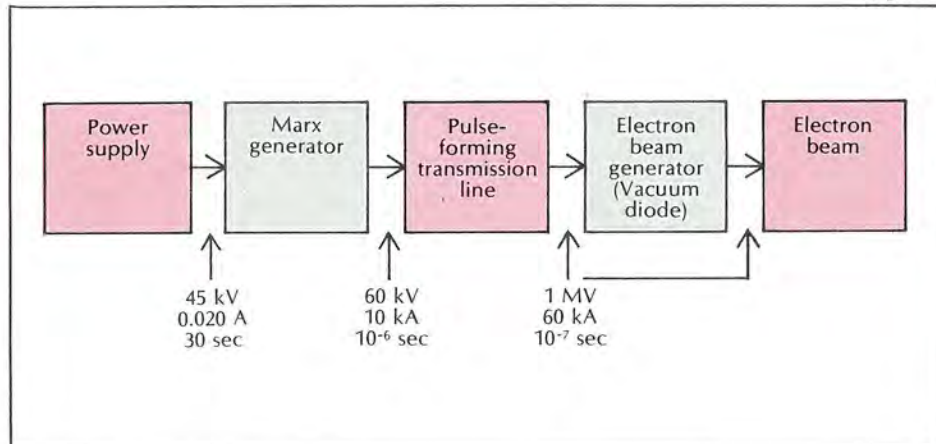 Power
supply
Marx
generator
Pulse-
forming
transmission
line
Electron
beam
generator
(Vacuum
diode)
Electron
beam
45 kV
0.020 A
30 sec
60 kV
10 kA
10⁻⁶ sec
1 MV
60 kA
10⁻⁷ sec